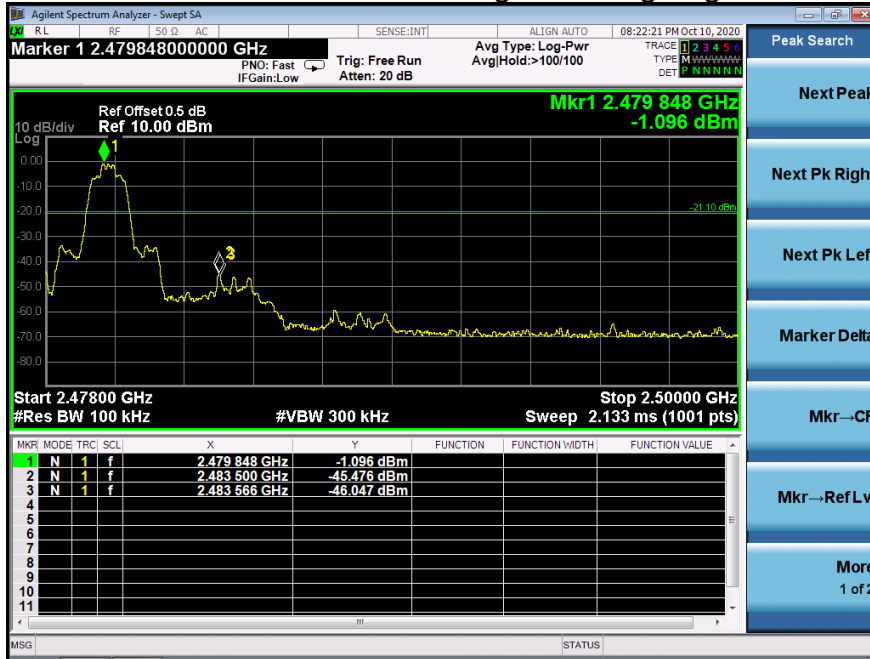 Agilent Spectrum Analyzer - Swept SA
LXI RL RF 50 Ω AC SENSE:INT ALIGN AUTO 08:22:21 PM Oct 10, 2020
Marker 1 2.479848000000 GHz
PNO: Fast
IFGain:Low
Trig: Free Run
Atten: 20 dB
Avg Type: Log-Pwr
Avg|Hold:>100/100
TRACE 1 2 3 4 5 6
TYPE M WWWWW
DET P N N N N N
Mkr1 2.479 848 GHz
-1.096 dBm
Ref Offset 0.5 dB
10 dB/div Ref 10.00 dBm
Log
1
0.00
-10.0
-20.0
-21.10 dBm
-30.0
-40.0
-50.0
-60.0
-70.0
-80.0
Start 2.47800 GHz Stop 2.50000 GHz
#Res BW 100 kHz #VBW 300 kHz Sweep 2.133 ms (1001 pts)
MKR MODE TRC SCL X Y FUNCTION FUNCTION WIDTH FUNCTION VALUE
1 N 1 f 2.479 848 GHz -1.096 dBm
2 N 1 f 2.483 500 GHz -45.476 dBm
3 N 1 f 2.483 566 GHz -46.047 dBm
4
5
6
7
8
9
10
11
MSG STATUS
Peak Search
Next Peak
Next Pk Righ
Next Pk Lef
Marker Delta
Mkr→CF
Mkr→Ref Lv
More
1 of 2